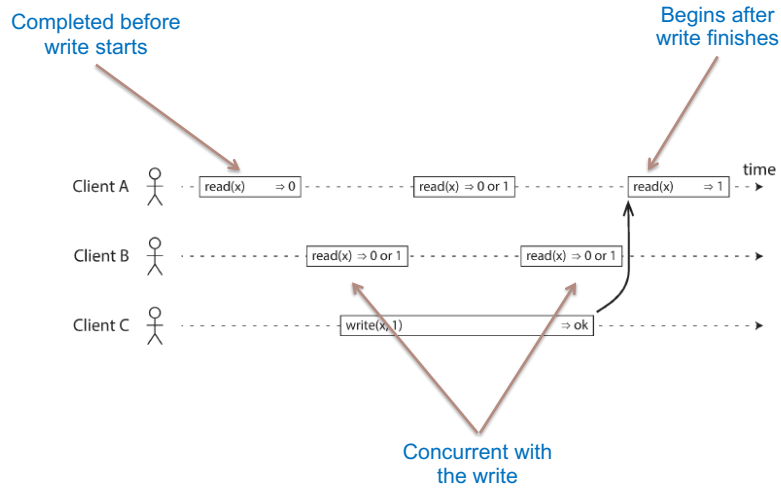 Completed before
write starts
Begins after
write finishes
time
Client A
read(x) ⇒ 0
read(x) ⇒ 0 or 1
read(x) ⇒ 1
Client B
read(x) ⇒ 0 or 1
read(x) ⇒ 0 or 1
Client C
write(x, 1) ⇒ ok
Concurrent with
the write